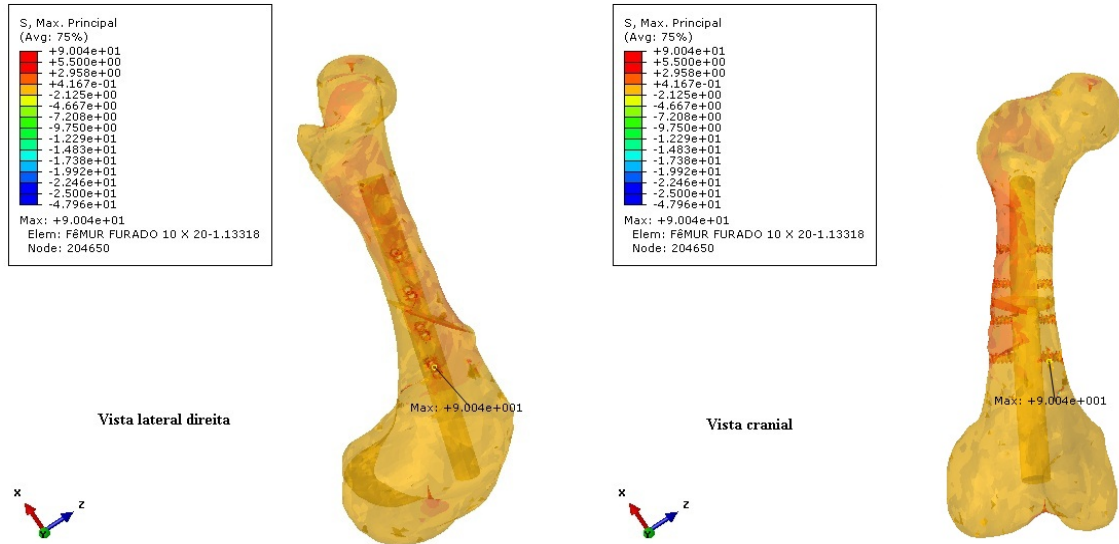 S, Max. Principal
(Avg: 75%)
+9.004e+01
+5.500e+00
+2.958e+00
+4.167e-01
-2.125e+00
-4.667e+00
-7.208e+00
-9.750e+00
-1.229e+01
-1.483e+01
-1.738e+01
-1.992e+01
-2.246e+01
-2.500e+01
-4.796e+01
Max: +9.004e+01
Elem: FêMUR FURADO 10 X 20-1.13318
Node: 204650
Max: +9.004e+001
Vista lateral direita
X
Z
Y
S, Max. Principal
(Avg: 75%)
+9.004e+01
+5.500e+00
+2.958e+00
+4.167e-01
-2.125e+00
-4.667e+00
-7.208e+00
-9.750e+00
-1.229e+01
-1.483e+01
-1.738e+01
-1.992e+01
-2.246e+01
-2.500e+01
-4.796e+01
Max: +9.004e+01
Elem: FêMUR FURADO 10 X 20-1.13318
Node: 204650
Max: +9.004e+001
Vista cranial
X
Z
Y